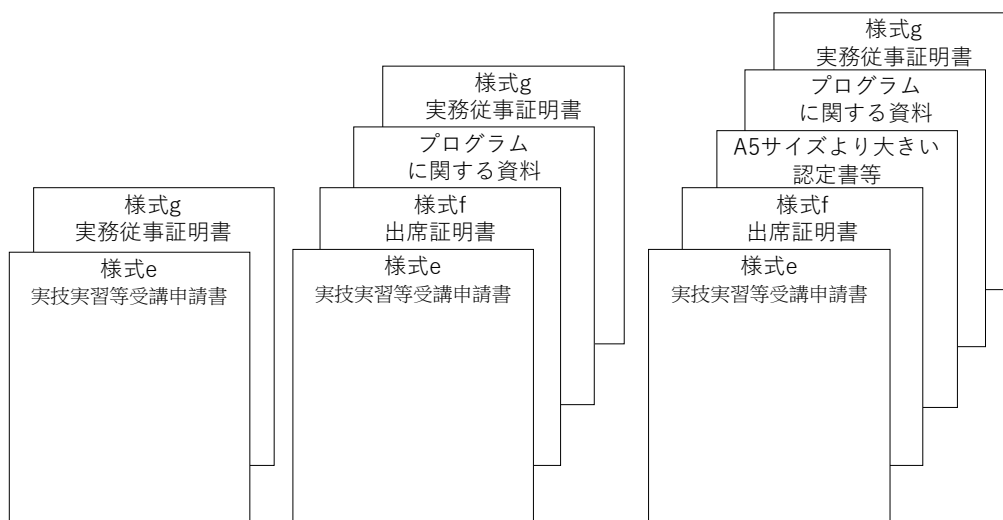 様式g
実務従事証明書
様式e
実技実習等受講申請書
様式g
実務従事証明書
プログラム
に関する資料
様式f
出席証明書
様式e
実技実習等受講申請書
様式g
実務従事証明書
プログラム
に関する資料
A5サイズより大きい
認定書等
様式f
出席証明書
様式e
実技実習等受講申請書